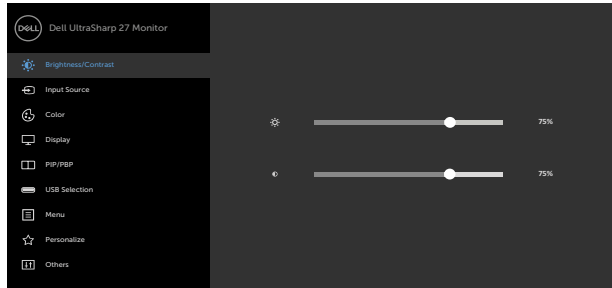 DELL Dell UltraSharp 27 Monitor
Brightness/Contrast
Input Source
Color
75%
Display
PIP/PBP
75%
USB Selection
Menu
Personalize
Others